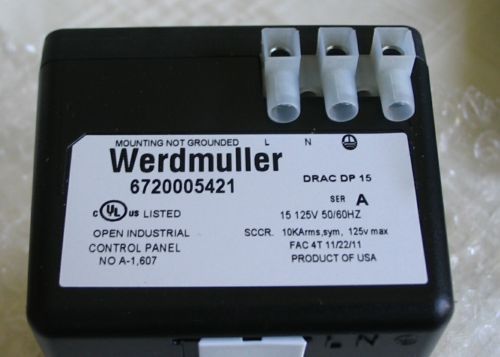 MOUNTING NOT GROUNDED L N
Werdmuller
6720005421
DRAC DP 15
SER A
c UL us LISTED
15 125V 50/60HZ
OPEN INDUSTRIAL
CONTROL PANEL
NO A-1,607
SCCR. 10KArms,sym, 125v max
FAC 4T 11/22/11
PRODUCT OF USA
L N